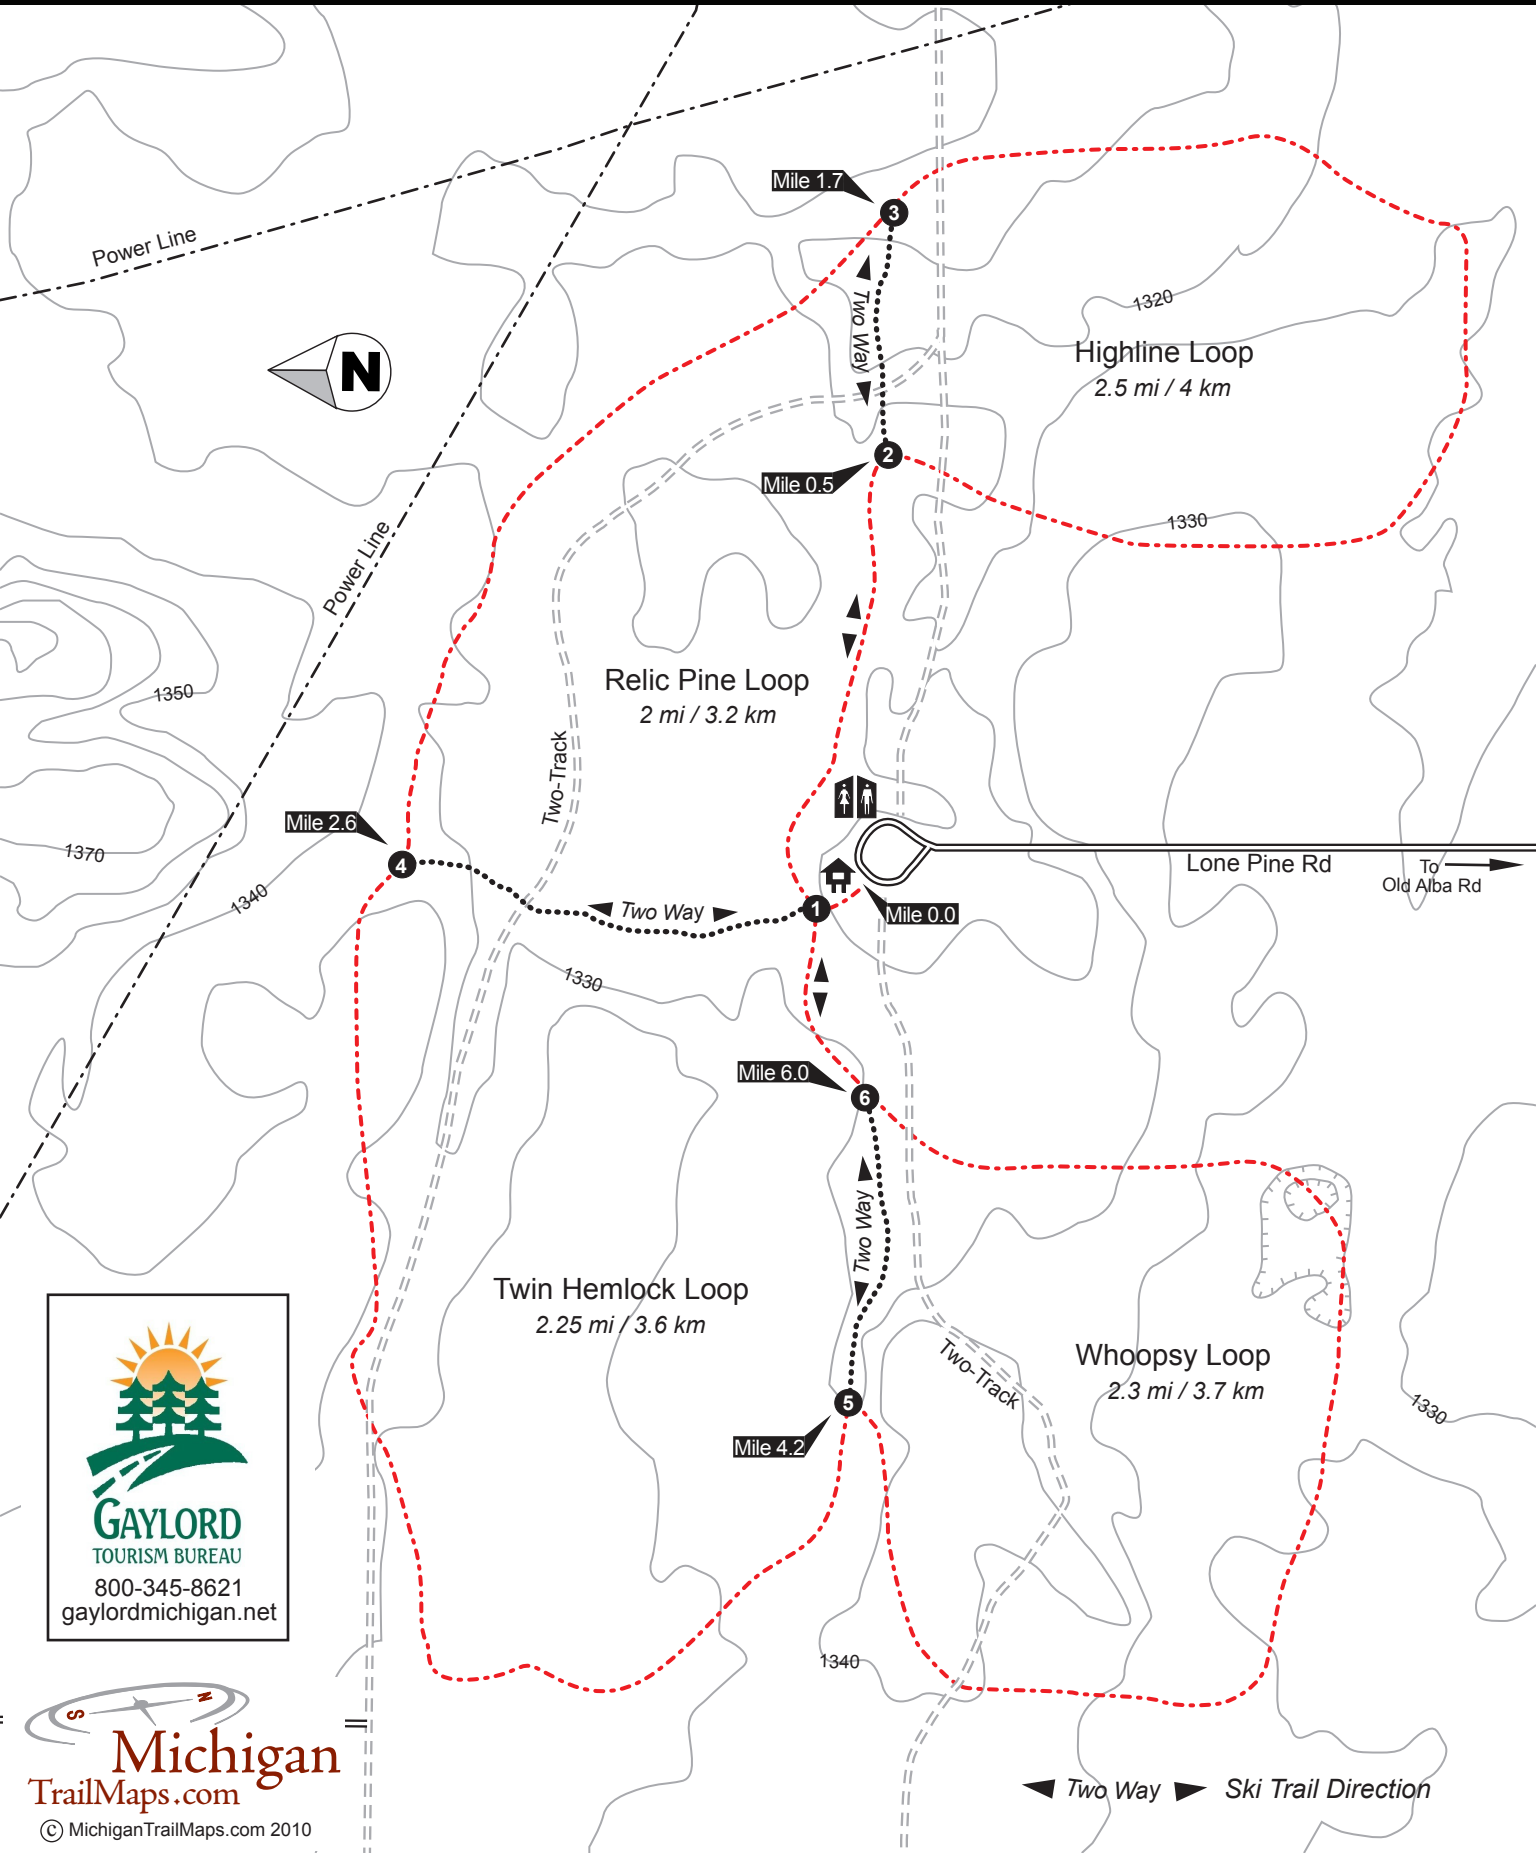 Mile 1.7
3
Power Line
Two Way
1320
Highline Loop
2.5 mi / 4 km
N
2
Mile 0.5
1330
Power Line
Relic Pine Loop
2 mi / 3.2 km
1350
Two-Track
Mile 2.6
4
1370
1340
Two Way
1
Mile 0.0
Lone Pine Rd
To
Old Alba Rd
1330
Mile 6.0
6
Two Way
Twin Hemlock Loop
2.25 mi / 3.6 km
Two-Track
Whoopsy Loop
2.3 mi / 3.7 km
1330
5
Mile 4.2
1340
GAYLORD
TOURISM BUREAU
800-345-8621
gaylordmichigan.net
N
S
Michigan
TrailMaps.com
© MichiganTrailMaps.com 2010
Two Way
Ski Trail Direction